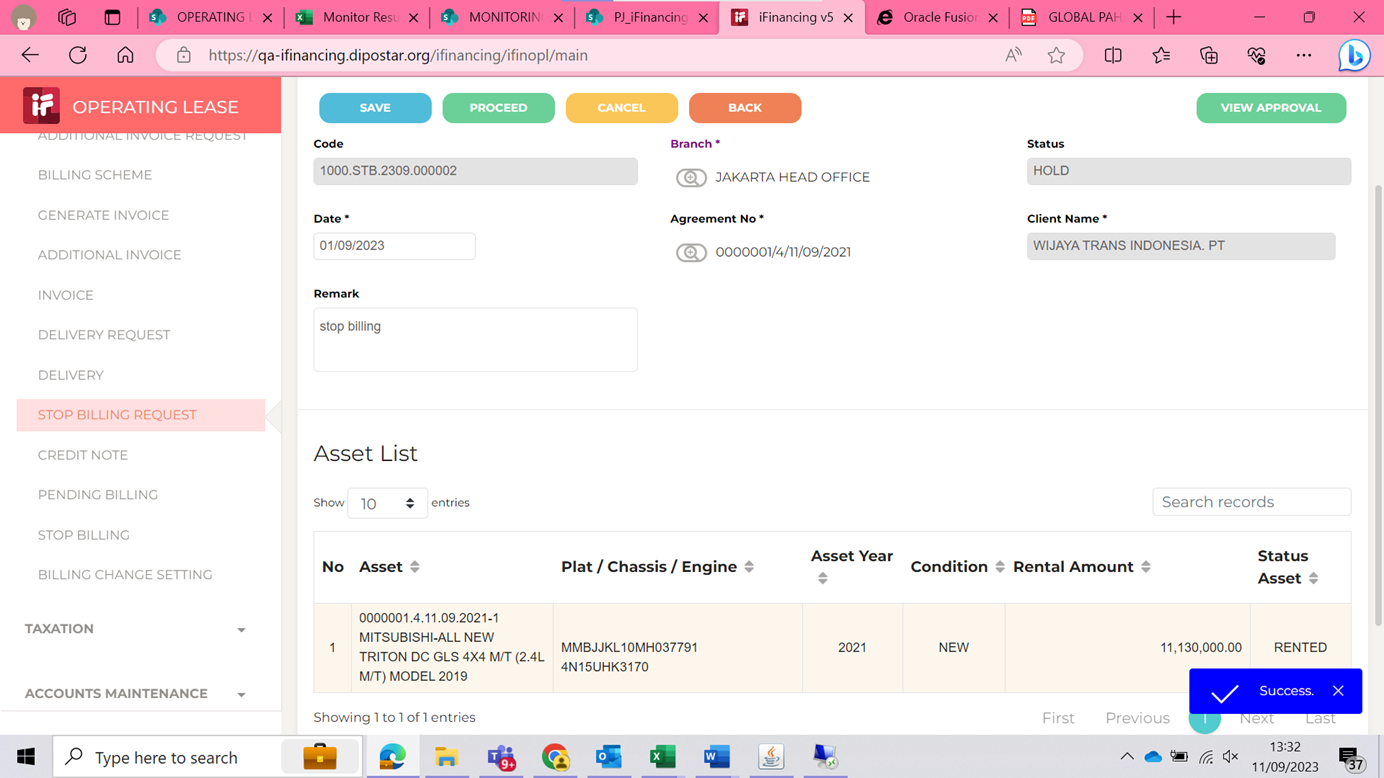 OPERATING L
Monitor Resu
MONITORIN
PJ_iFinancing
iFinancing v5
Oracle Fusion
GLOBAL PAH
https://qa-ifinancing.dipostar.org/ifinancing/ifinopl/main
OPERATING LEASE
ADDITIONAL INVOICE REQUEST
BILLING SCHEME
GENERATE INVOICE
ADDITIONAL INVOICE
INVOICE
DELIVERY REQUEST
DELIVERY
STOP BILLING REQUEST
CREDIT NOTE
PENDING BILLING
STOP BILLING
BILLING CHANGE SETTING
TAXATION
ACCOUNTS MAINTENANCE
SAVE PROCEED CANCEL BACK VIEW APPROVAL
Code Branch * Status
1000.STB.2309.000002 JAKARTA HEAD OFFICE HOLD
Date * Agreement No * Client Name *
01/09/2023 0000001/4/11/09/2021 WIJAYA TRANS INDONESIA. PT
Remark
stop billing
Asset List
Show 10 entries Search records
No Asset Plat / Chassis / Engine Asset Year Condition Rental Amount Status Asset
0000001.4.11.09.2021-1
MITSUBISHI-ALL NEW
TRITON DC GLS 4X4 M/T (2.4L
M/T) MODEL 2019
1 MMBJJKL10MH037791 2021 NEW 11,130,000.00 RENTED
4N15UHK3170
Success.
Showing 1 to 1 of 1 entries First Previous 1 Next Last
Type here to search
9+
13:32
11/09/2023
37